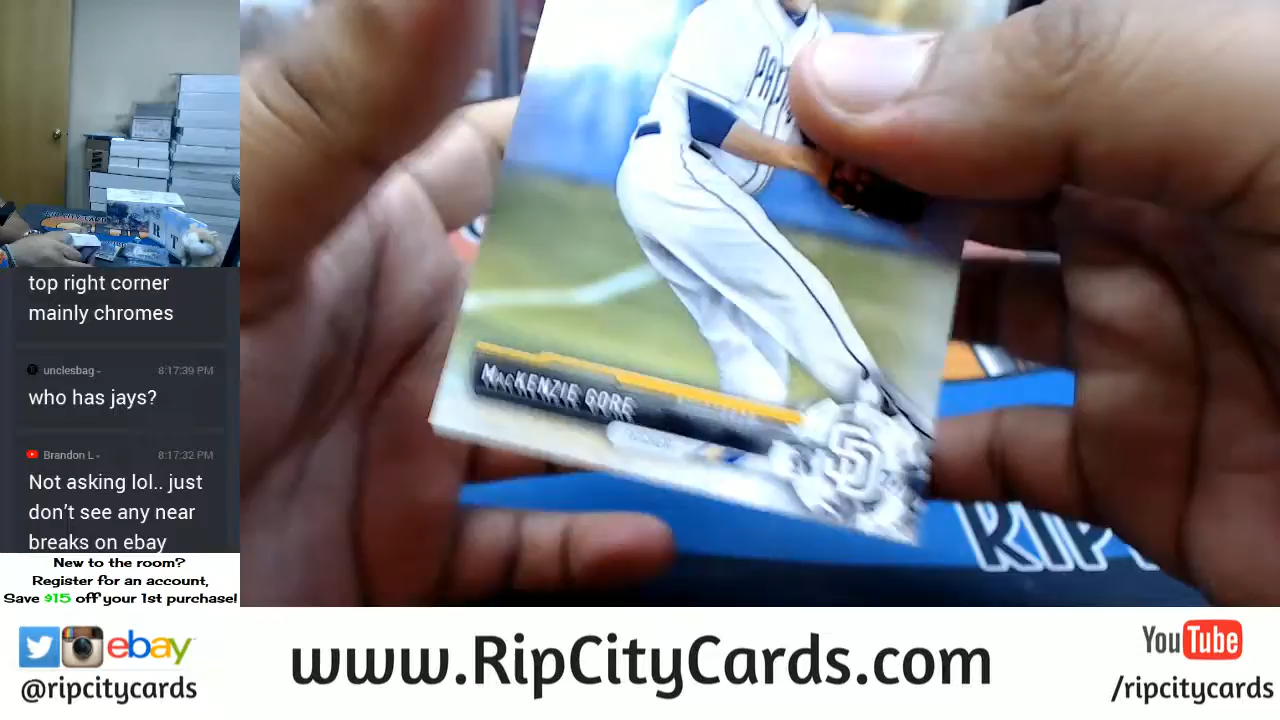 top right corner
mainly chromes
unclesbag
8:17:39 PM
who has jays?
Brandon L
8:17:32 PM
Not asking lol.. just
don't see any near
breaks on ebay
New to the room?
Register for an account,
Save $15 off your 1st purchase!
MACKENZIE GORE
PITCHER
SD
RIP
ebay
@ripcitycards
www.RipCityCards.com
YouTube
/ripcitycards